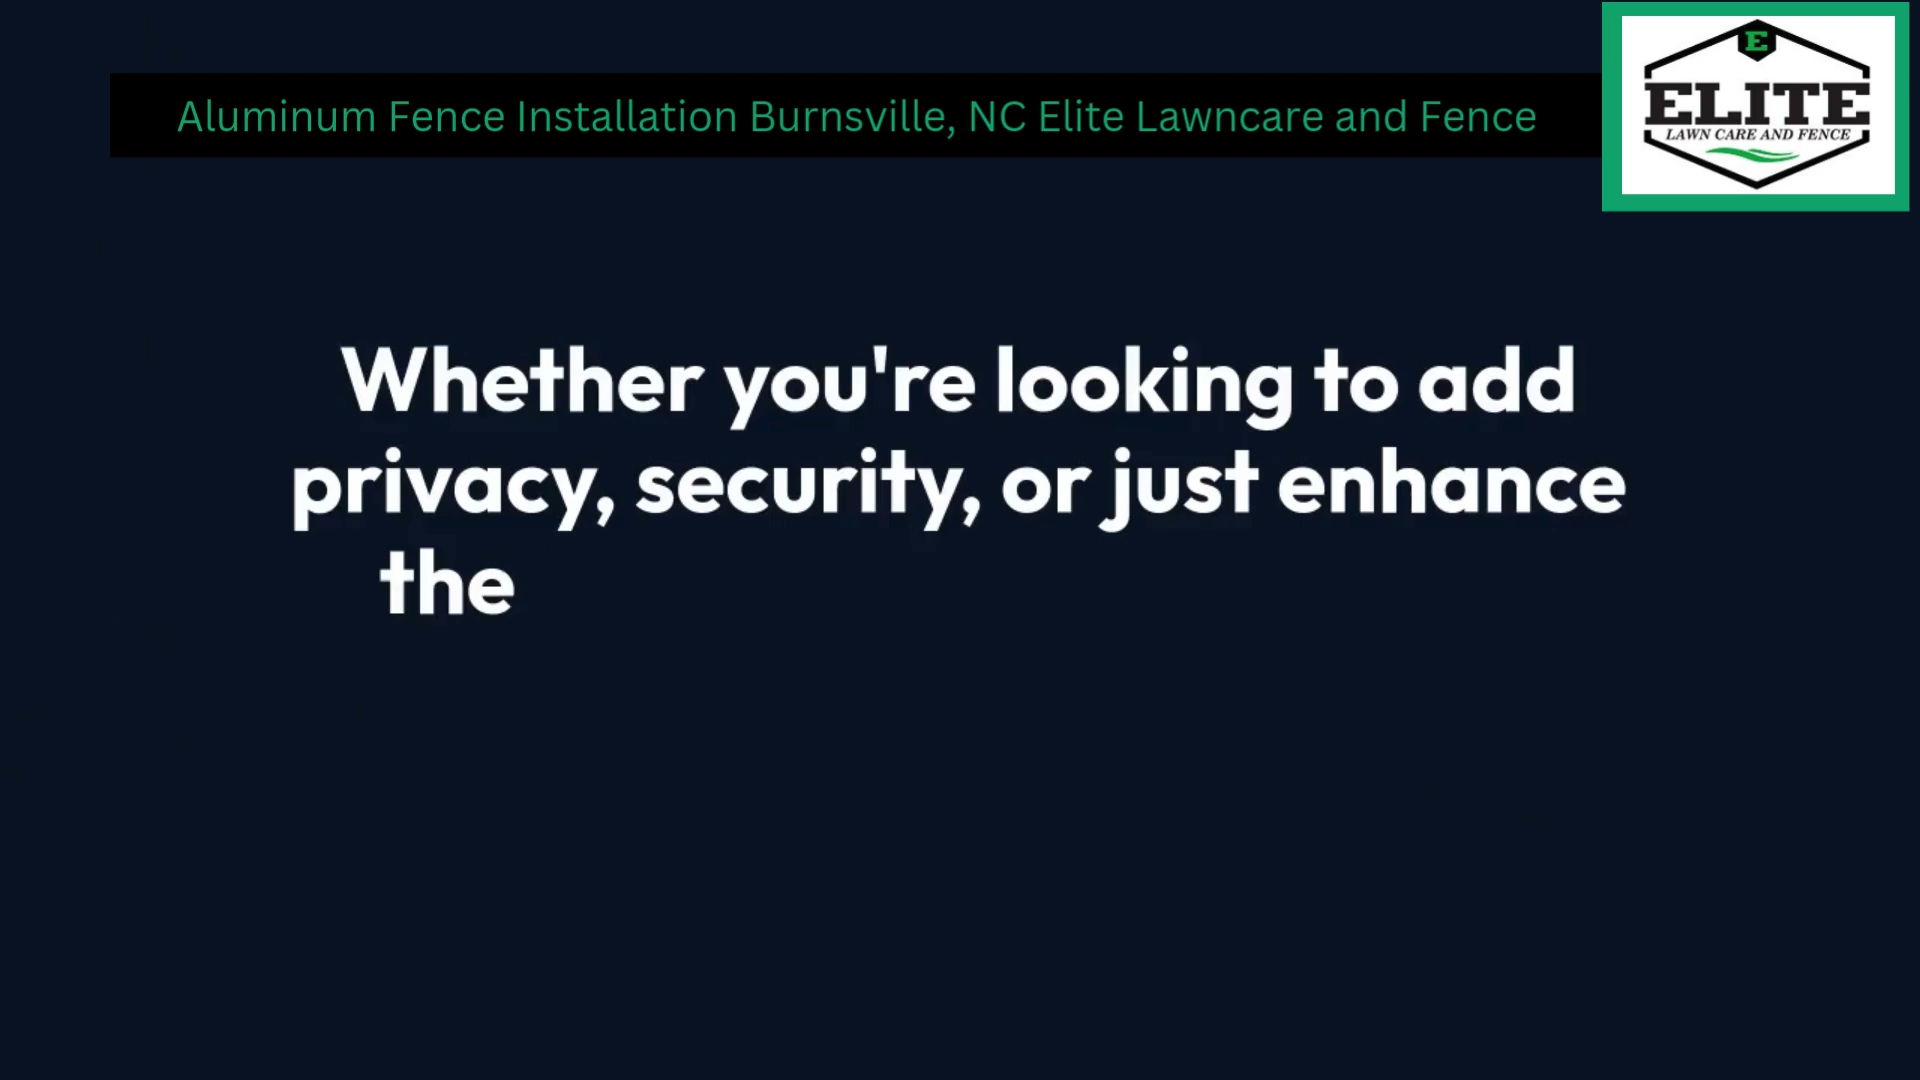 Aluminum Fence Installation Burnsville, NC Elite Lawncare and Fence
E
ELITE
LAWN CARE AND FENCE
Whether you're looking to add
privacy, security, or just enhance
the